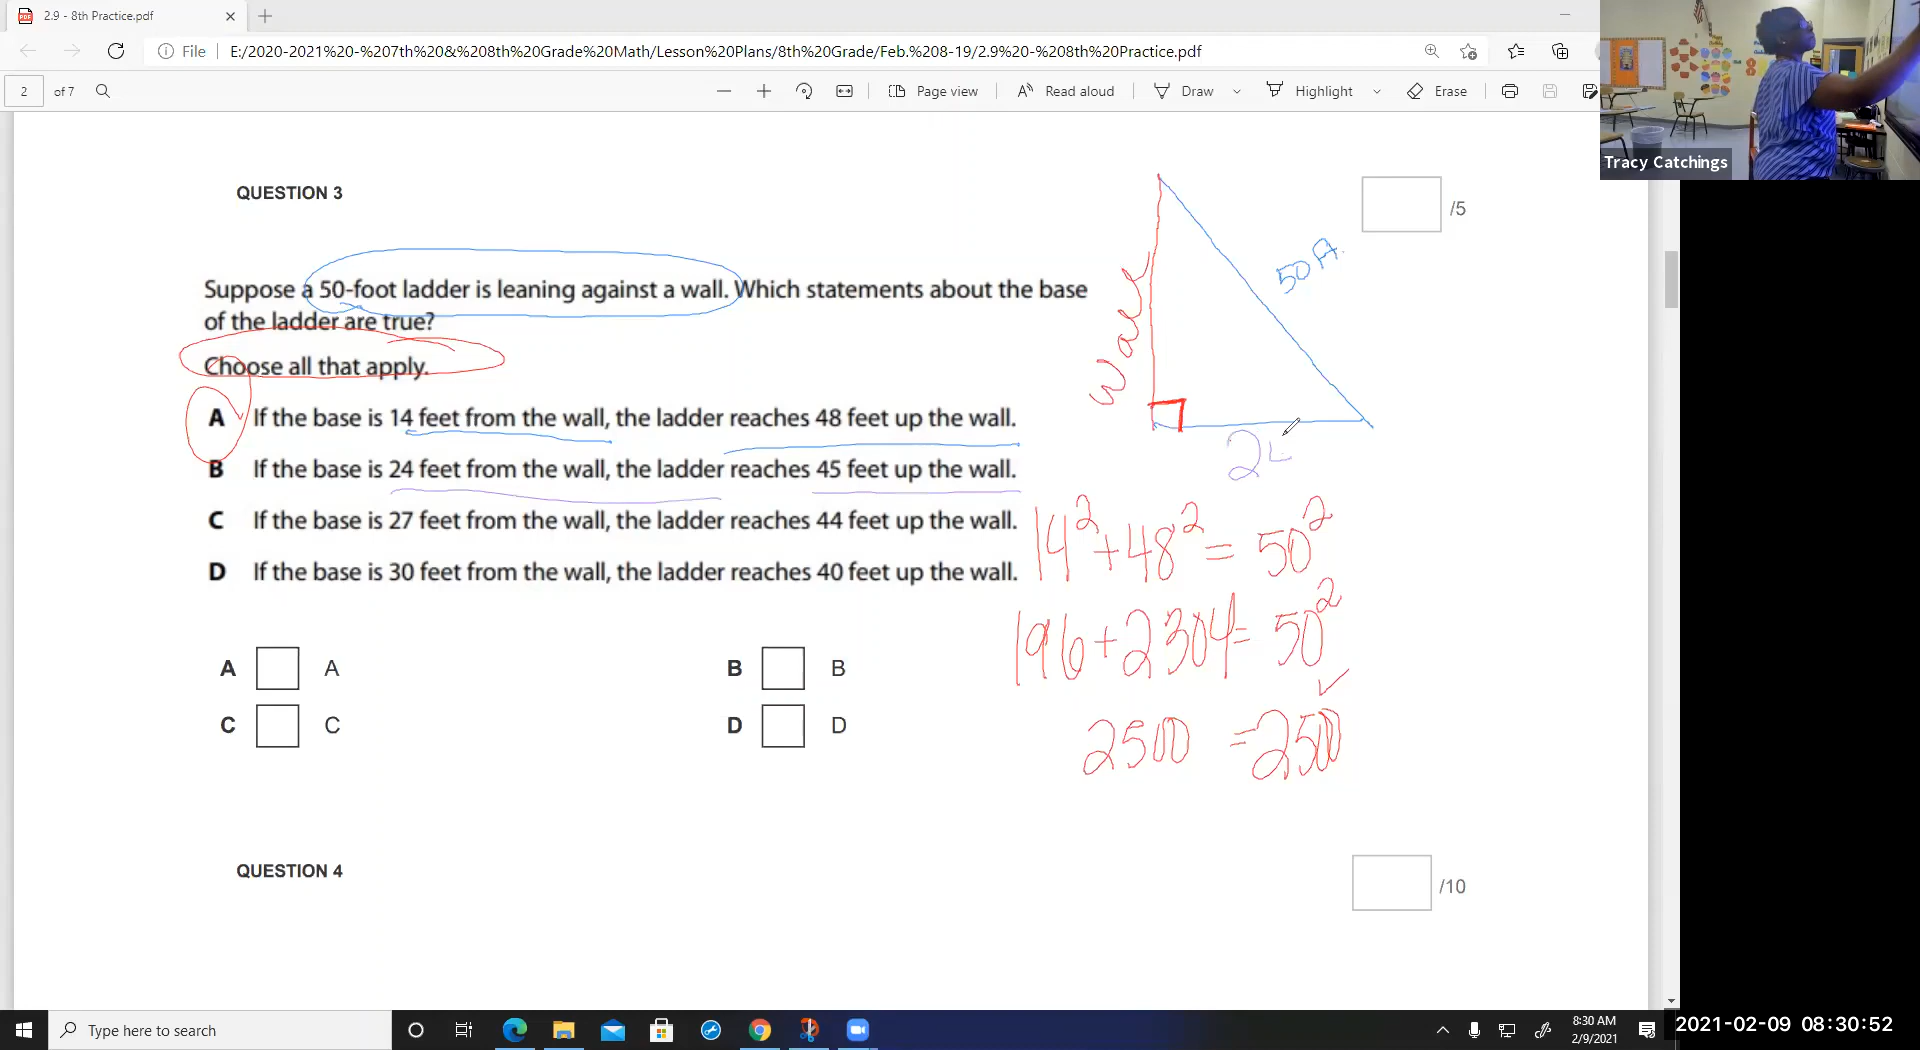 2.9 - 8th Practice.pdf
File E:/2020-2021%20-%207th%20&%208th%20Grade%20Math/Lesson%20Plans/8th%20Grade/Feb.%208-19/2.9%20-%208th%20Practice.pdf
2 of 7 Page view Read aloud Draw Highlight Erase
Tracy Catchings
QUESTION 3
/5
Suppose a 50-foot ladder is leaning against a wall. Which statements about the base
of the ladder are true?
Choose all that apply.
A If the base is 14 feet from the wall, the ladder reaches 48 feet up the wall.
B If the base is 24 feet from the wall, the ladder reaches 45 feet up the wall.
C If the base is 27 feet from the wall, the ladder reaches 44 feet up the wall.
D If the base is 30 feet from the wall, the ladder reaches 40 feet up the wall.
Wall
50 ft.
2
14² + 48² = 50²
196 + 2304 = 50²
2500 = 2500
A A B B
C C D D
QUESTION 4
/10
Type here to search
8:30 AM
2/9/2021
2021-02-09 08:30:52